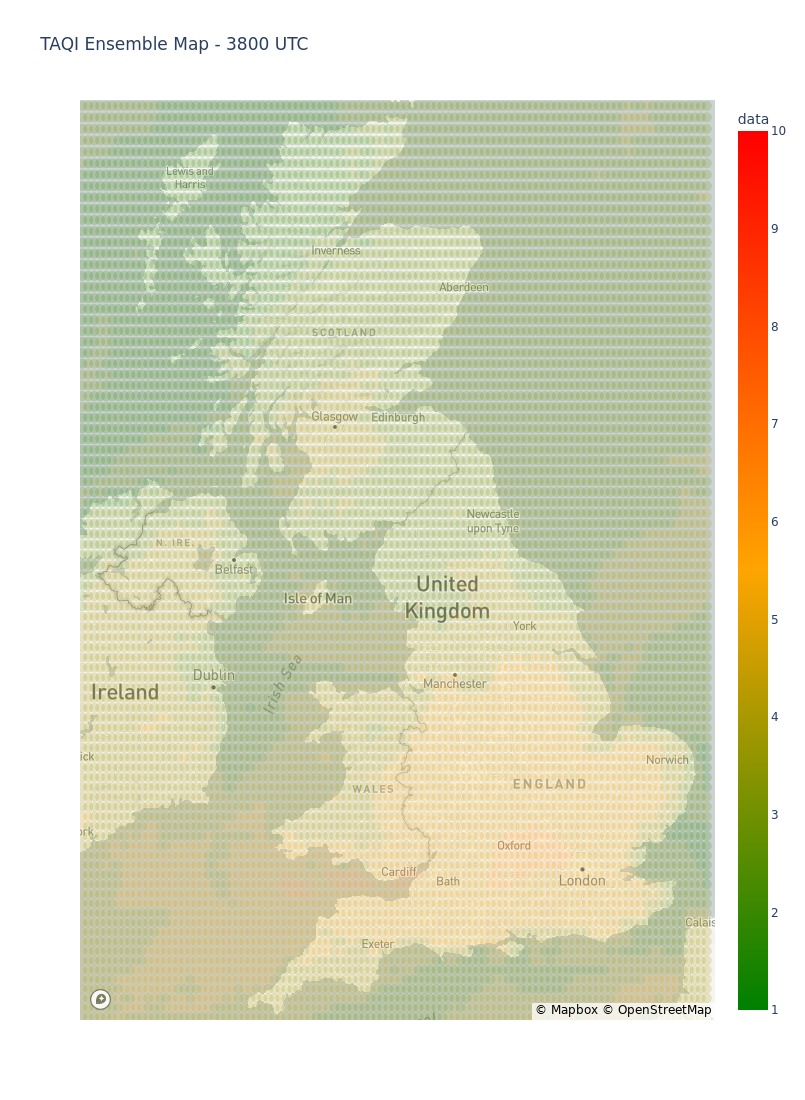 TAQI Ensemble Map - 3800 UTC
data
10
9
8
7
6
5
4
3
2
1
Lewis and
Harris
Inverness
Aberdeen
SCOTLAND
Glasgow
Edinburgh
Newcastle
upon Tyne
N. IRE.
Belfast
Isle of Man
United
Kingdom
York
Irish Sea
Dublin
Manchester
Ireland
ick
Norwich
WALES
ENGLAND
ork
Oxford
Cardiff
Bath
London
Calais
Exeter
© Mapbox © OpenStreetMap